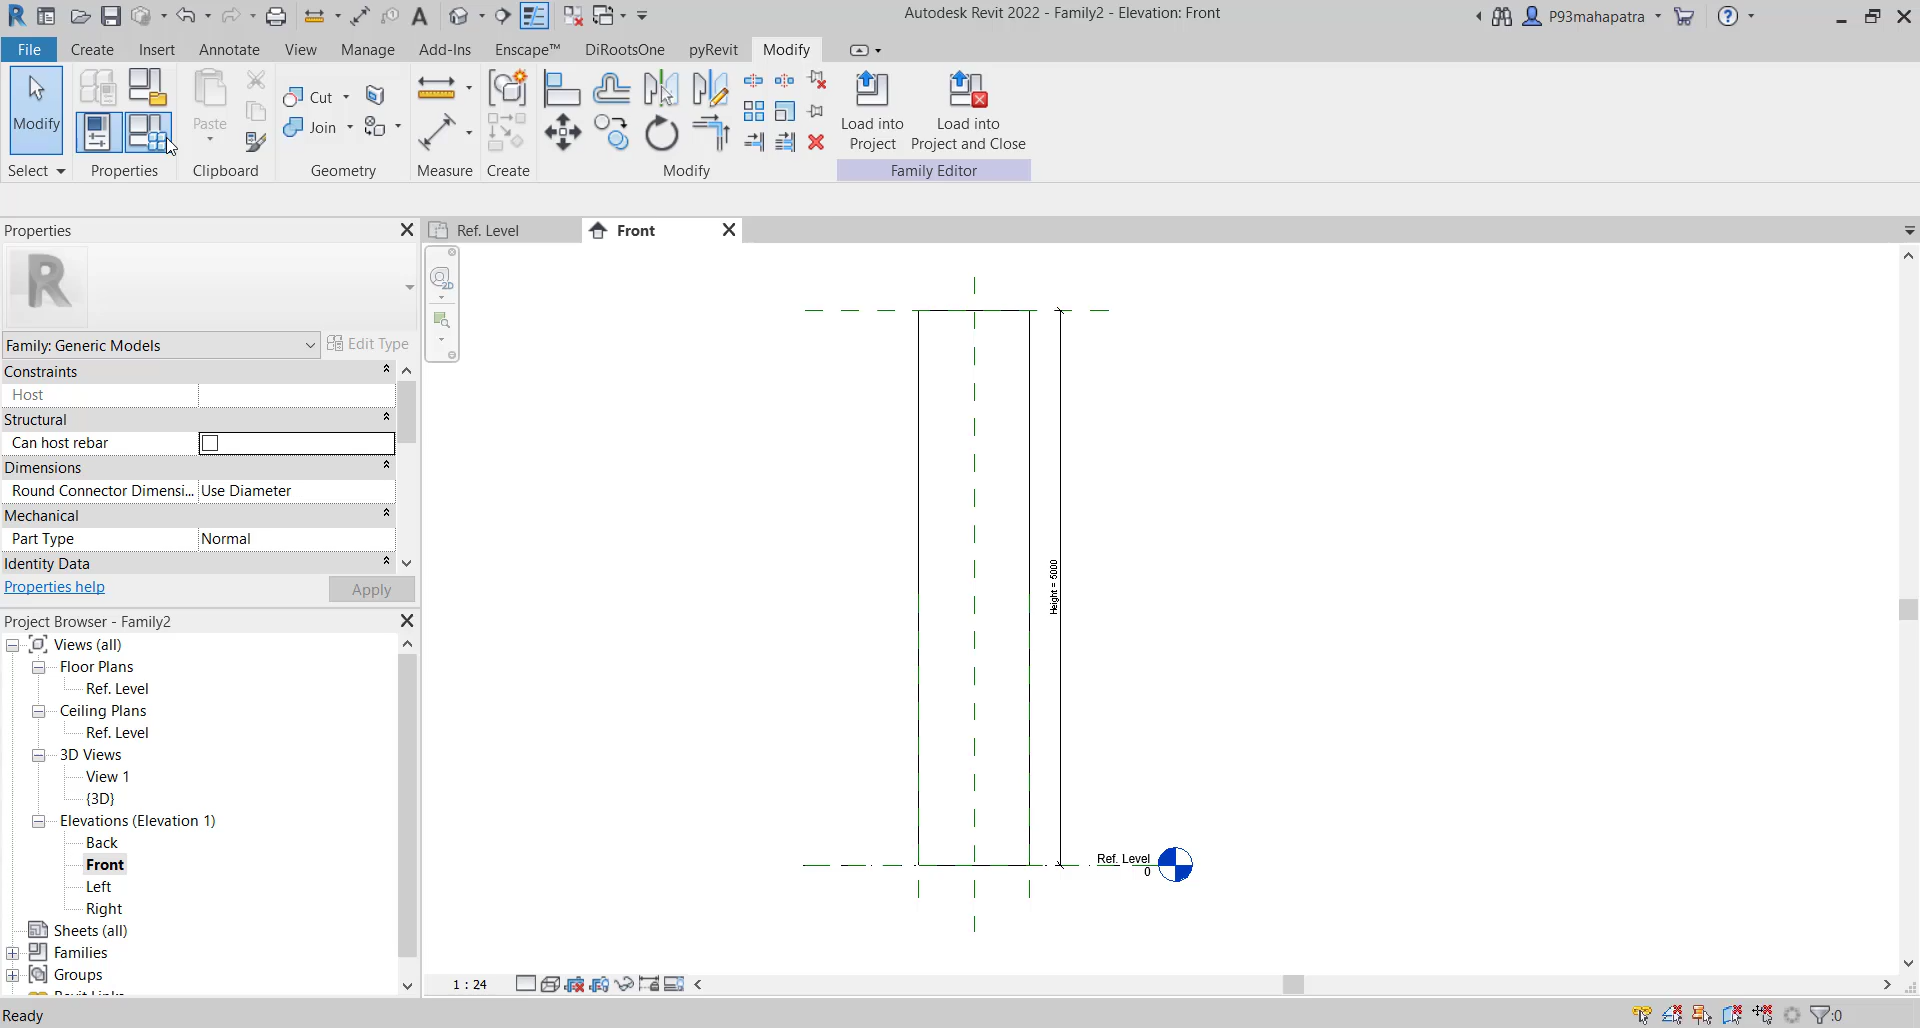 Autodesk Revit 2022 - Family2 - Elevation: Front
P93mahapatra
File Create Insert Annotate View Manage Add-Ins Enscape™ DiRootsOne pyRevit Modify
Modify
Paste
Cut
Join
Load into
Project
Load into
Project and Close
Select Properties Clipboard Geometry Measure Create Modify Family Editor
Properties
Ref. Level
Front
R
2D
Family: Generic Models
Edit Type
Constraints
Host
Structural
Can host rebar
Dimensions
Round Connector Dimensi... Use Diameter
Mechanical
Part Type Normal
Identity Data
Properties help
Apply
Project Browser - Family2
Views (all)
Floor Plans
Ref. Level
Ceiling Plans
Ref. Level
3D Views
View 1
{3D}
Elevations (Elevation 1)
Back
Front
Left
Right
Sheets (all)
Families
Groups
Height = 5000
Ref. Level
0
1 : 24
Ready
:0